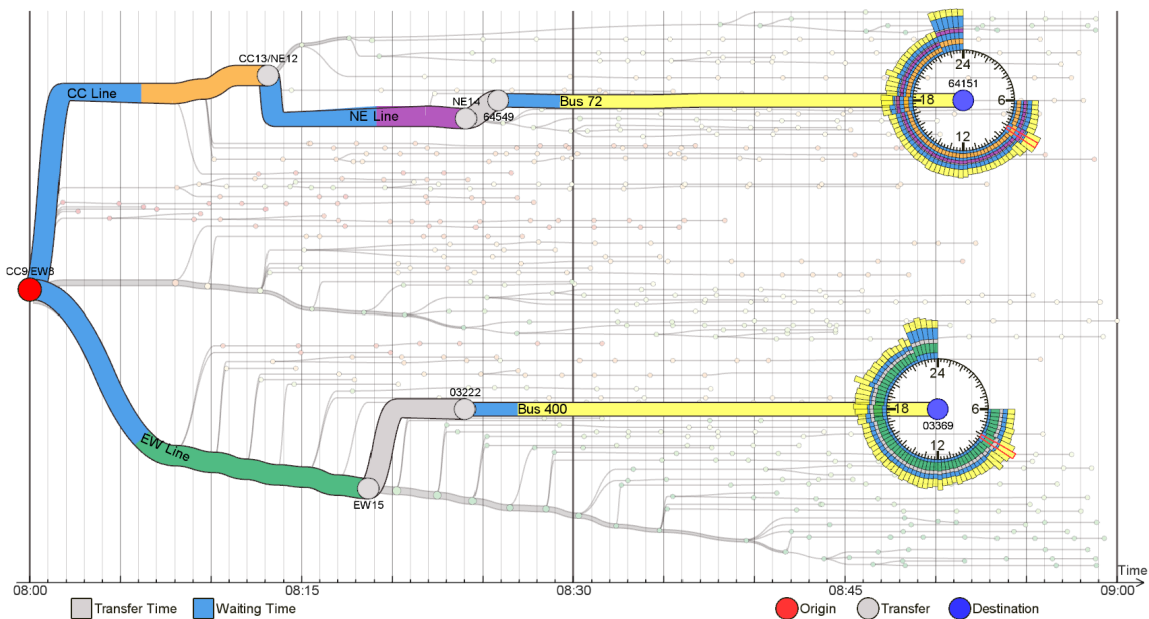 CC13/NE12
24
64151
CC Line
NE14
18
6
Bus 72
64549
NE Line
12
CC9/EW8
24
03222
18
6
Bus 400
03369
EW Line
12
EW15
Time
08:00
08:15
08:30
08:45
09:00
Transfer Time
Waiting Time
Origin
Transfer
Destination